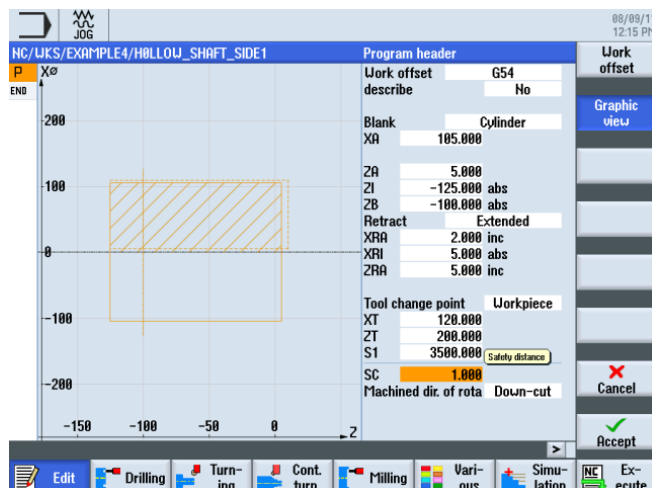 08/09/1
12:15 PM
JOG
NC/WKS/EXAMPLE4/HØLLOW_SHAFT_SIDE1
Program header
Work
offset
P
XØ
END
Work offset G54
describe No
Graphic
view
200
Blank Cylinder
XA 105.000
ZA 5.000
100
ZI -125.000 abs
ZB -100.000 abs
Retract Extended
XRA 2.000 inc
0
XRI 5.000 abs
ZRA 5.000 inc
Tool change point Workpiece
-100
XT 120.000
ZT 200.000
S1 3500.000 Safety distance
-200
SC 1.000
Cancel
Machined dir. of rota Down-cut
-150 -100 -50 0 Z
>
Accept
Edit
Drilling
Turn-
ing
Cont.
turn
Milling
Vari-
ous
Simu-
lation
NC
Ex-
ecute